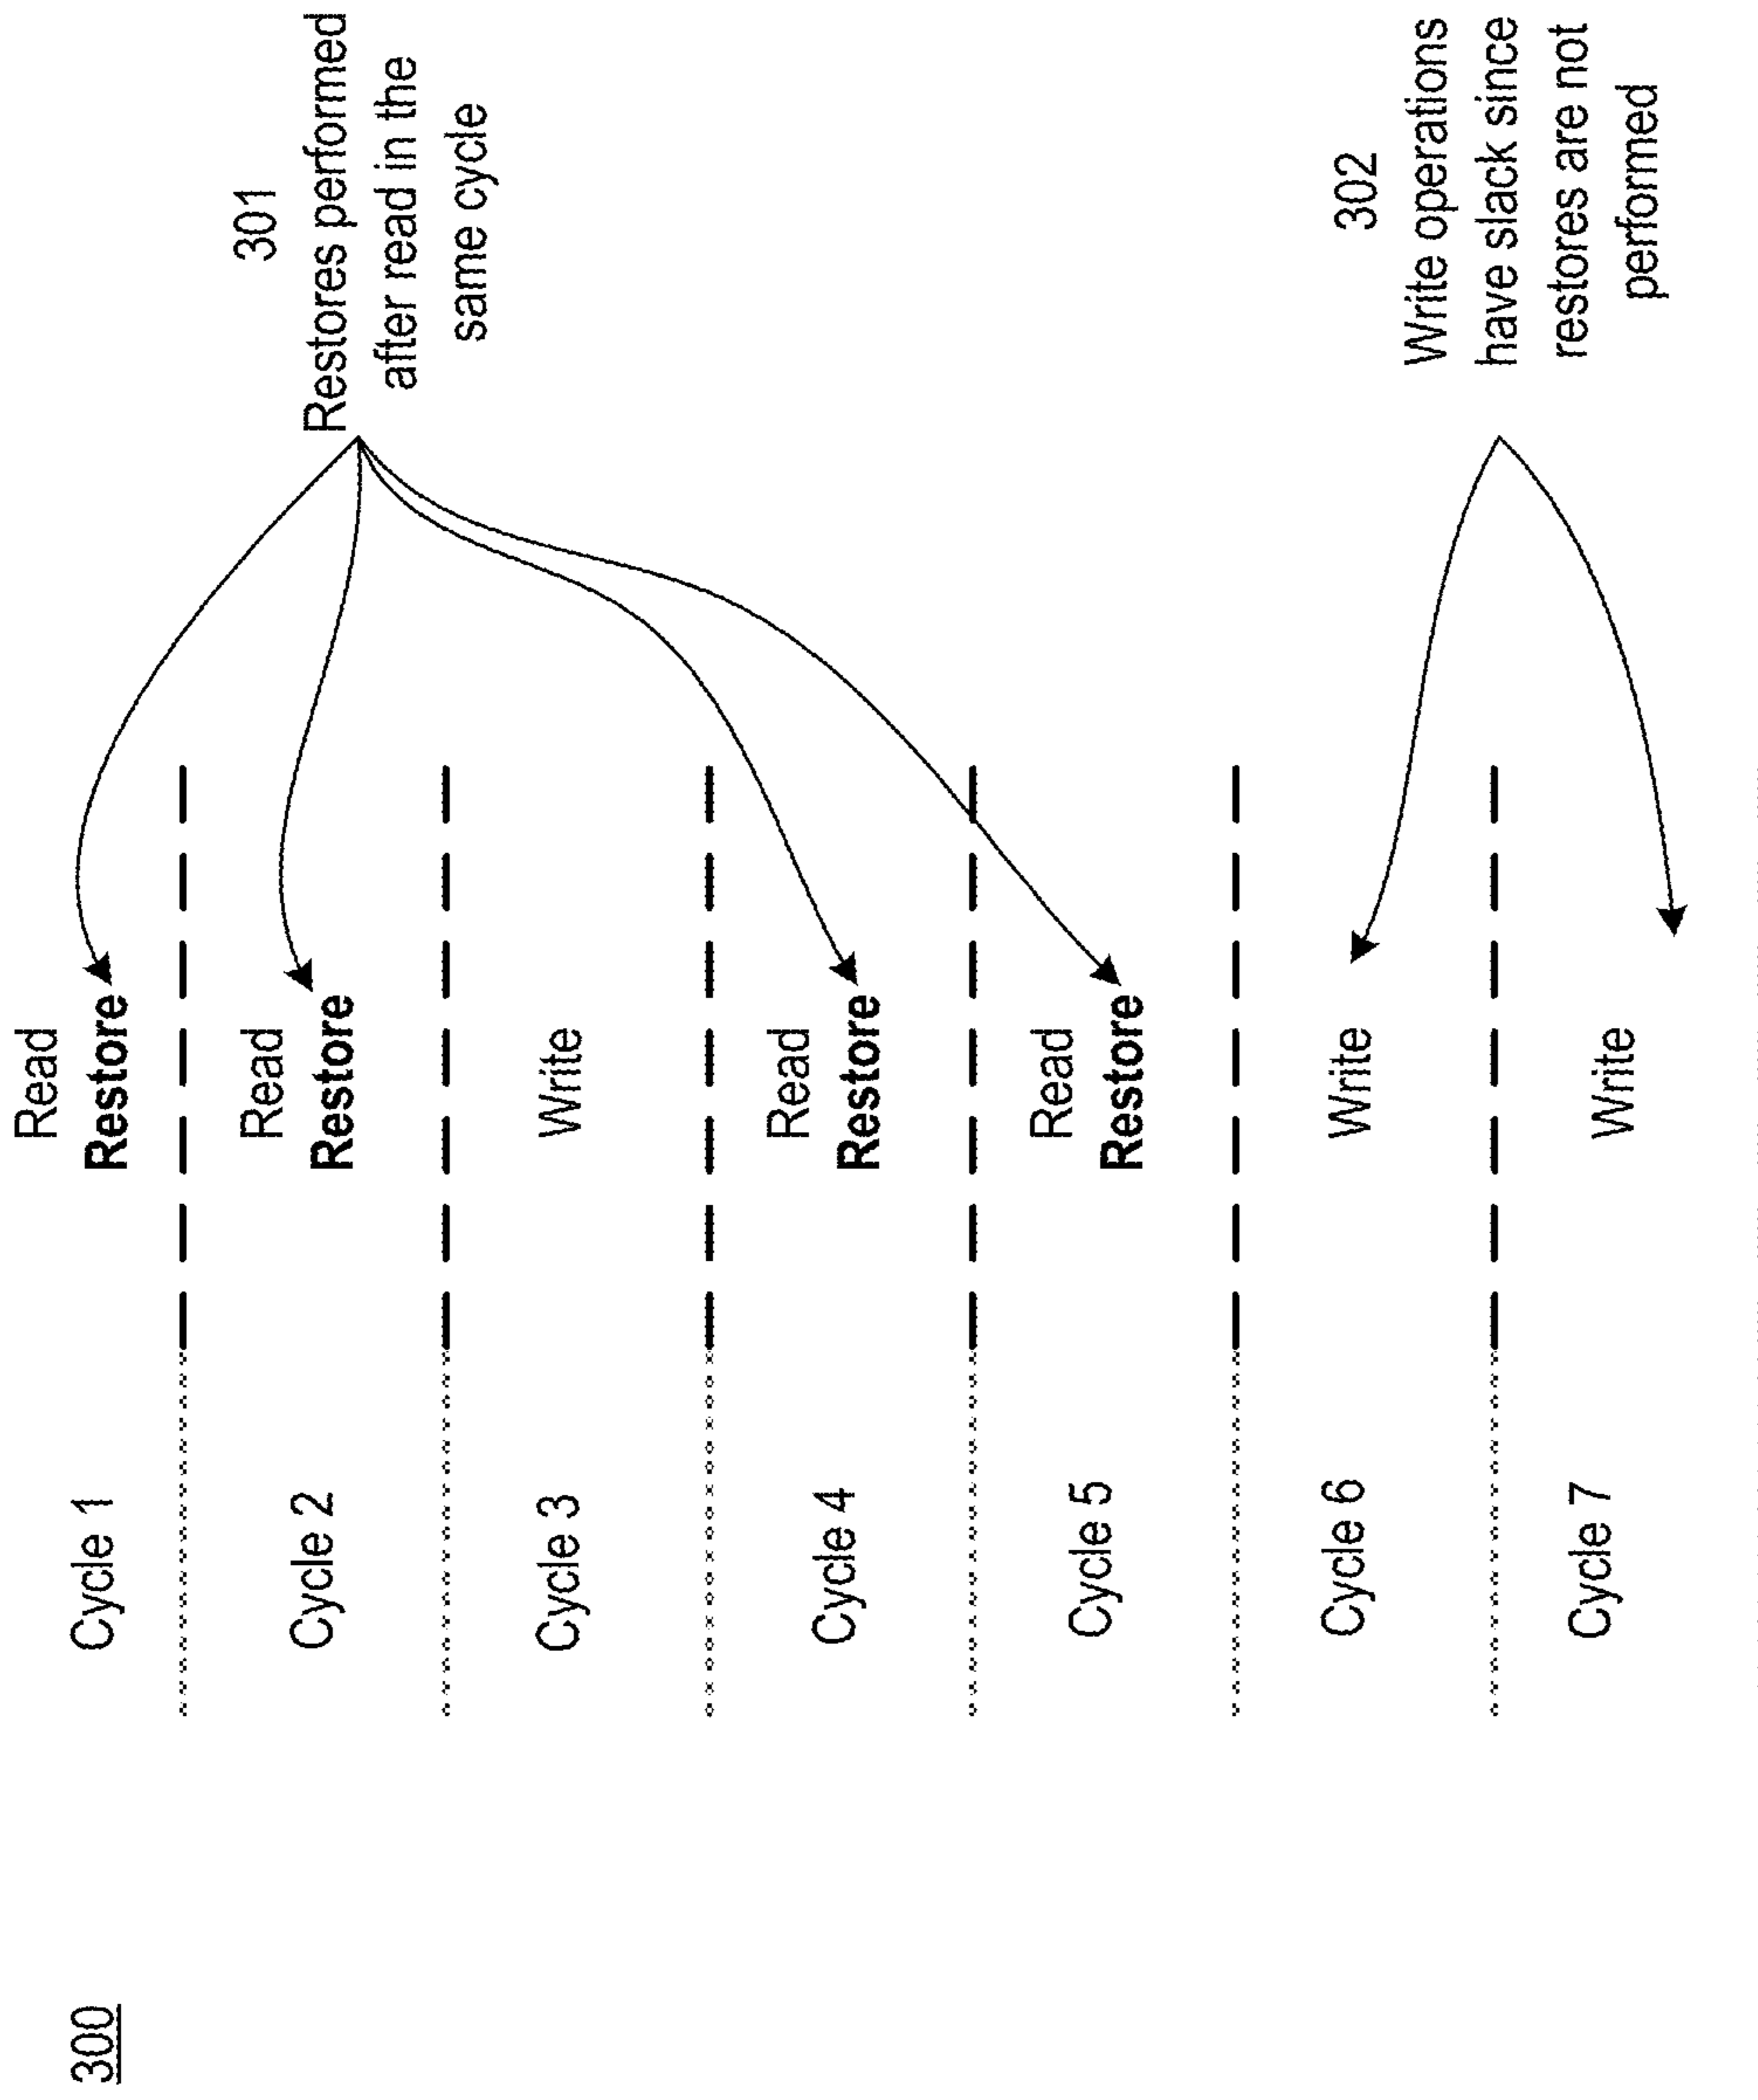 300
Cycle 1
Read
Restore
Cycle 2
Read
Restore
Cycle 3
Write
Cycle 4
Read
Restore
Cycle 5
Read
Restore
Cycle 6
Write
Cycle 7
Write
301
Restores performed
after read in the
same cycle
302
Write operations
have slack since
restores are not
performed